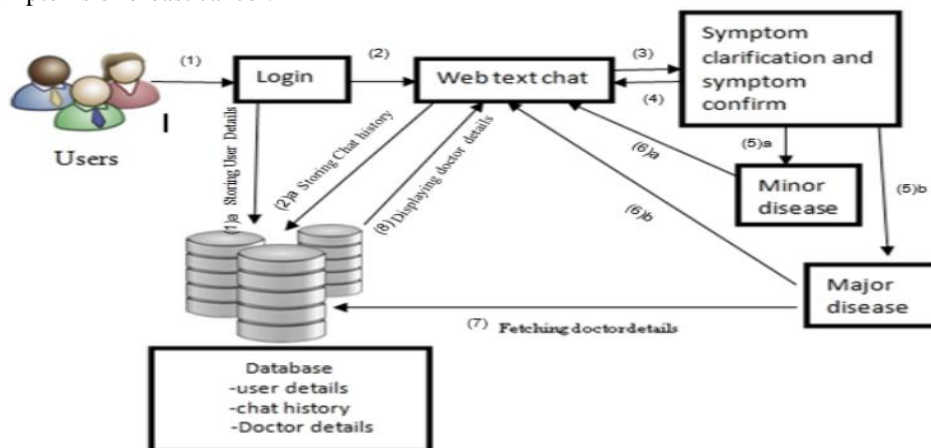 (1)
Login
(2)
Web text chat
(3)
(4)
Symptom
clarification and
symptom
confirm
Users
(1)a Storing User Details
(2)a Storing Chat history
(8)Displaying doctor details
(6)a
(5)a
Minor
disease
(5)b
(6)b
Major
disease
(7) Fetching doctor details
Database
-user details
-chat history
-Doctor details